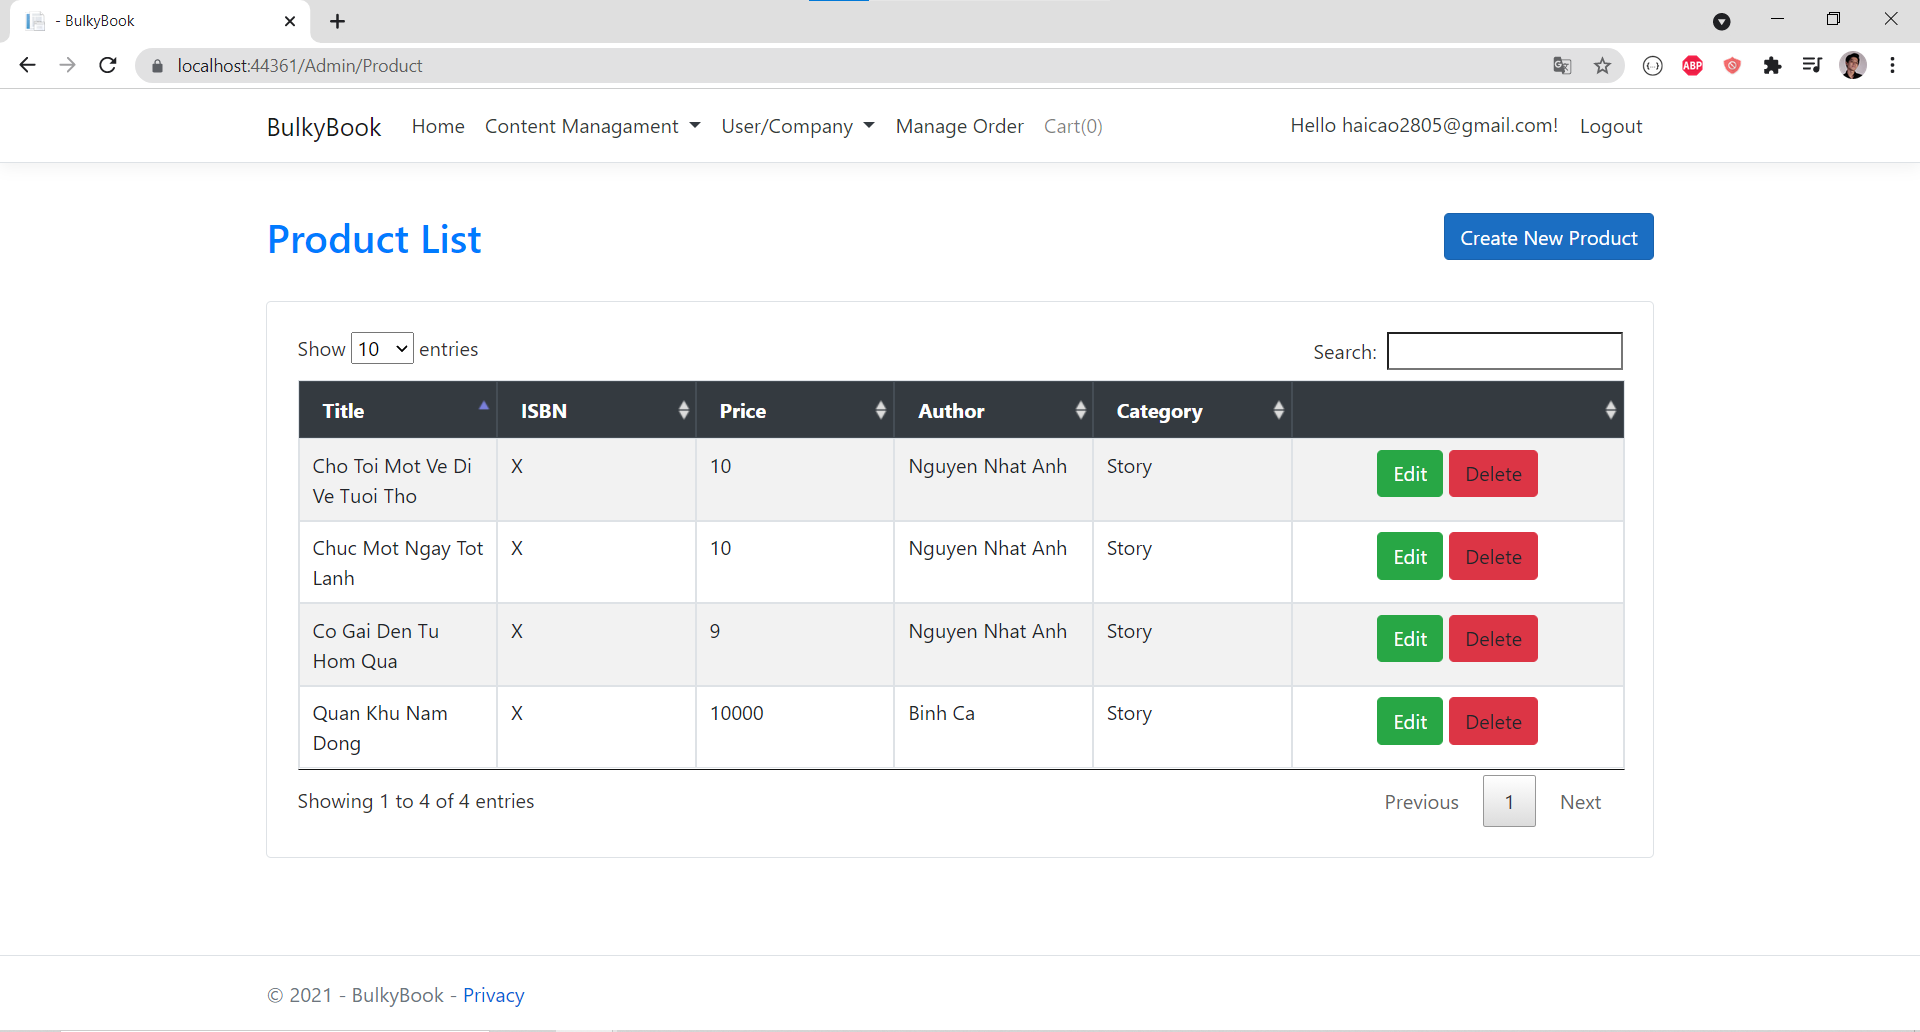 - BulkyBook
localhost:44361/Admin/Product
ABP
BulkyBook Home Content Managament User/Company Manage Order Cart(0) Hello haicao2805@gmail.com! Logout
Product List
Create New Product
Show 10 entries
Search:
Title ISBN Price Author Category
Cho Toi Mot Ve Di
Ve Tuoi Tho
X 10 Nguyen Nhat Anh Story Edit Delete
Chuc Mot Ngay Tot
Lanh
X 10 Nguyen Nhat Anh Story Edit Delete
Co Gai Den Tu
Hom Qua
X 9 Nguyen Nhat Anh Story Edit Delete
Quan Khu Nam
Dong
X 10000 Binh Ca Story Edit Delete
Showing 1 to 4 of 4 entries
Previous 1 Next
© 2021 - BulkyBook - Privacy